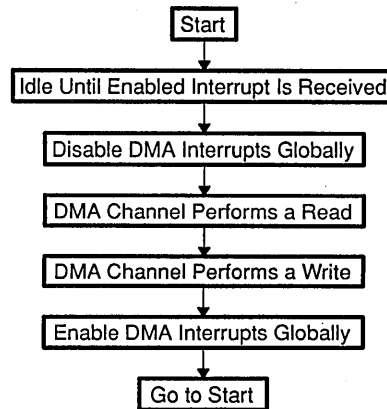 Start
Idle Until Enabled Interrupt Is Received
Disable DMA Interrupts Globally
DMA Channel Performs a Read
DMA Channel Performs a Write
Enable DMA Interrupts Globally
Go to Start